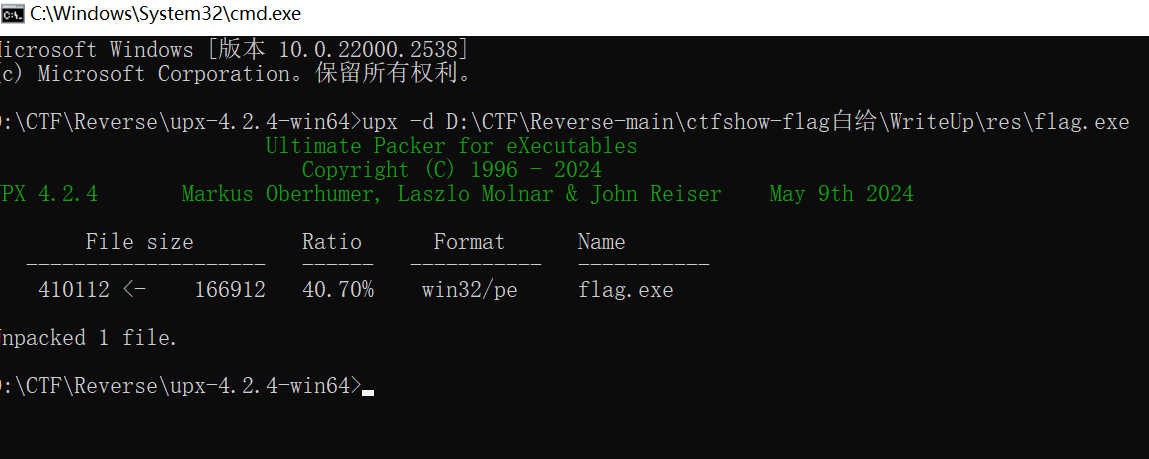 C:\Windows\System32\cmd.exe
icrosoft Windows [版本 10.0.22000.2538]
c) Microsoft Corporation。保留所有权利。
:\CTF\Reverse\upx-4.2.4-win64>upx -d D:\CTF\Reverse-main\ctfshow-flag白给\WriteUp\res\flag.exe
Ultimate Packer for eXecutables
Copyright (C) 1996 - 2024
UPX 4.2.4 Markus Oberhumer, Laszlo Molnar & John Reiser May 9th 2024
File size Ratio Format Name
-------------------- ------ ----------- -----------
410112 <- 166912 40.70% win32/pe flag.exe
npacked 1 file.
:\CTF\Reverse\upx-4.2.4-win64>